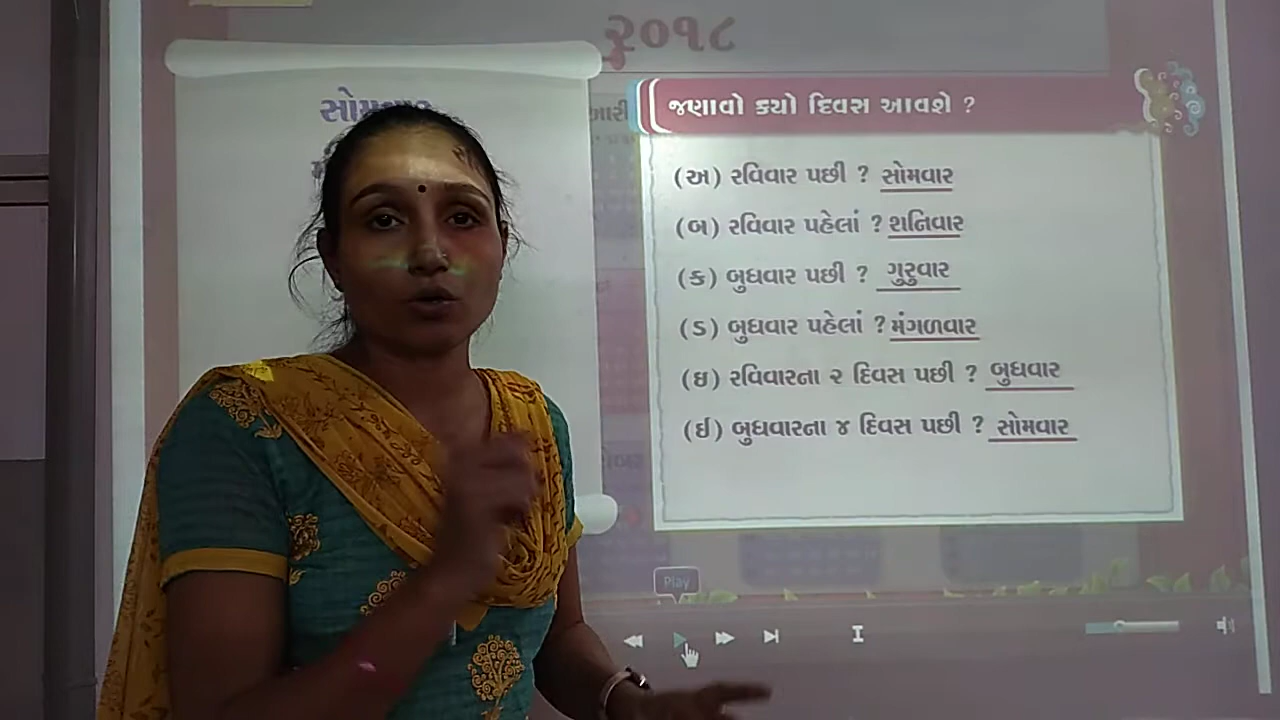 ૨૦૧૮
સોમવાર
જણાવો ક્યો દિવસ આવશે ?
(અ) રવિવાર પછી ? સોમવાર
(બ) રવિવાર પહેલાં ? શનિવાર
(ક) બુધવાર પછી ? ગુરુવાર
(ડ) બુધવાર પહેલાં ? મંગળવાર
(ઇ) રવિવારના ૨ દિવસ પછી ? બુધવાર
(ઈ) બુધવારના ૪ દિવસ પછી ? સોમવાર
Play